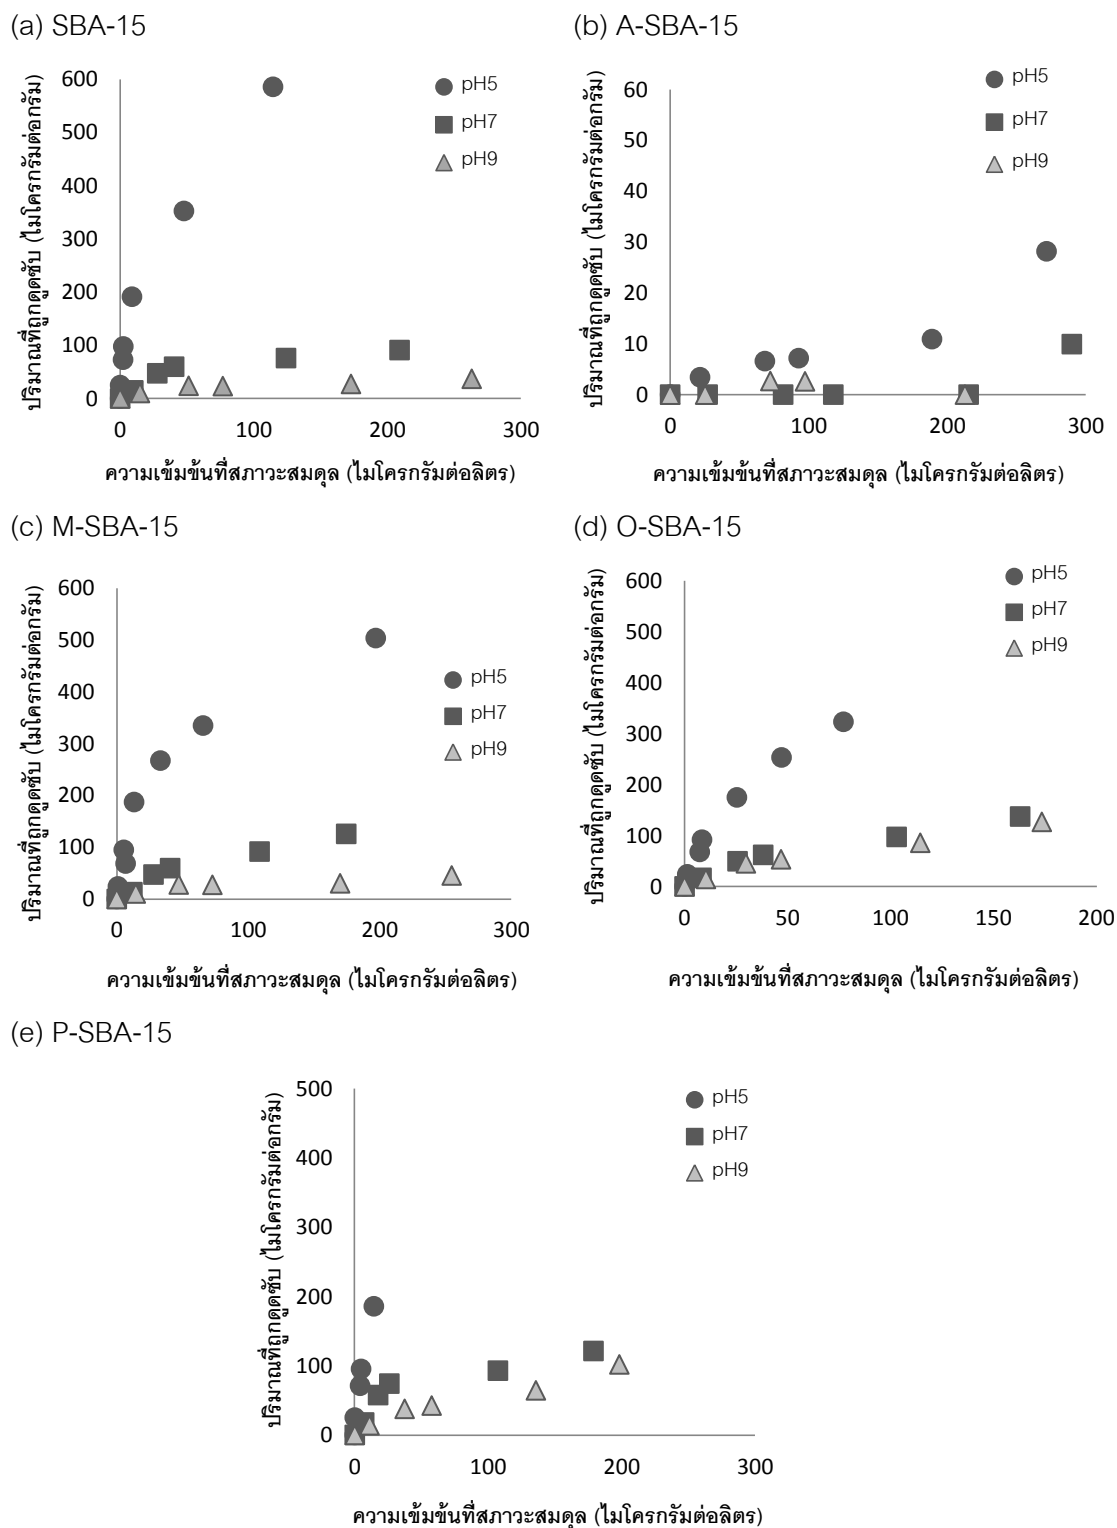 (a) SBA-15
ปริมาณที่ถูกดูดซับ (ไมโครกรัมต่อกรัม)
600
500
400
300
200
100
0
0 100 200 300
pH5
pH7
pH9
ความเข้มข้นที่สภาวะสมดุล (ไมโครกรัมต่อลิตร)
(b) A-SBA-15
ปริมาณที่ถูกดูดซับ (ไมโครกรัมต่อกรัม)
60
50
40
30
20
10
0
0 100 200 300
pH5
pH7
pH9
ความเข้มข้นที่สภาวะสมดุล (ไมโครกรัมต่อลิตร)
(c) M-SBA-15
ปริมาณที่ถูกดูดซับ (ไมโครกรัมต่อกรัม)
600
500
400
300
200
100
0
0 100 200 300
pH5
pH7
pH9
ความเข้มข้นที่สภาวะสมดุล (ไมโครกรัมต่อลิตร)
(d) O-SBA-15
ปริมาณที่ถูกดูดซับ (ไมโครกรัมต่อกรัม)
600
500
400
300
200
100
0
0 50 100 150 200
pH5
pH7
pH9
ความเข้มข้นที่สภาวะสมดุล (ไมโครกรัมต่อลิตร)
(e) P-SBA-15
ปริมาณที่ถูกดูดซับ (ไมโครกรัมต่อกรัม)
500
400
300
200
100
0
0 100 200 300
pH5
pH7
pH9
ความเข้มข้นที่สภาวะสมดุล (ไมโครกรัมต่อลิตร)